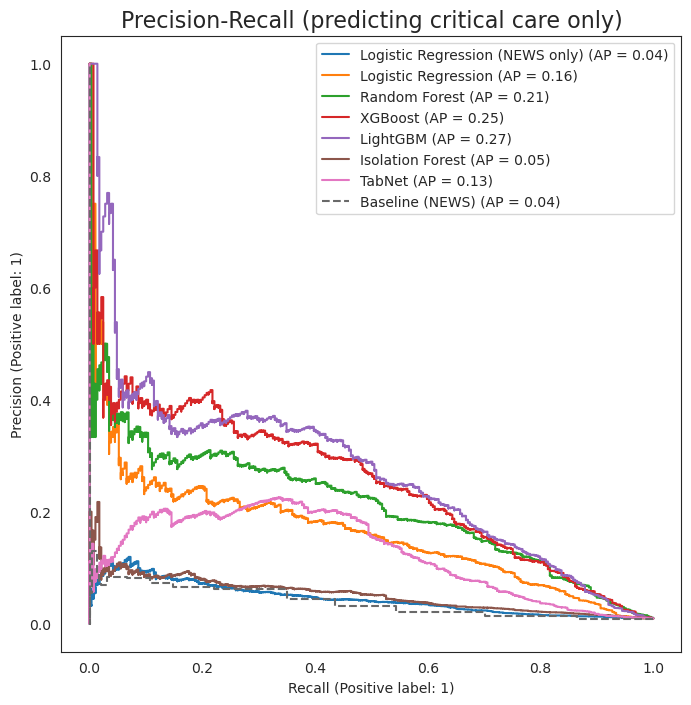 Precision-Recall (predicting critical care only)
Logistic Regression (NEWS only) (AP = 0.04)
Logistic Regression (AP = 0.16)
Random Forest (AP = 0.21)
XGBoost (AP = 0.25)
LightGBM (AP = 0.27)
Isolation Forest (AP = 0.05)
TabNet (AP = 0.13)
Baseline (NEWS) (AP = 0.04)
Precision (Positive label: 1)
1.0
0.8
0.6
0.4
0.2
0.0
0.0 0.2 0.4 0.6 0.8 1.0
Recall (Positive label: 1)